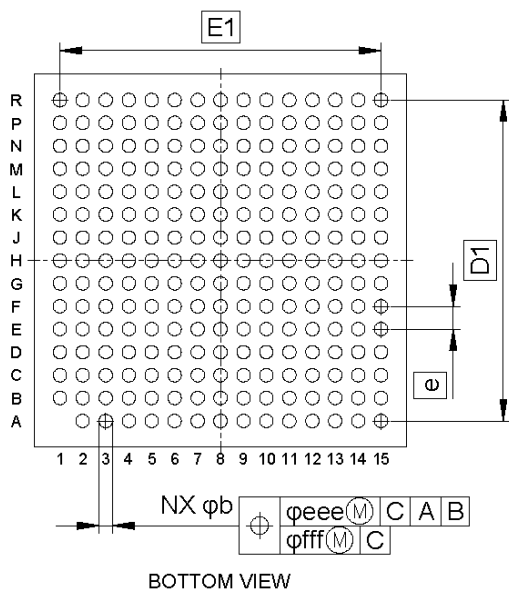 E1
R
P
N
M
L
K
J
H
G
F
E
D
C
B
A
D1
e
1 2 3 4 5 6 7 8 9 10 11 12 13 14 15
NX φb
φeee Ⓜ C A B
φfff Ⓜ C
BOTTOM VIEW